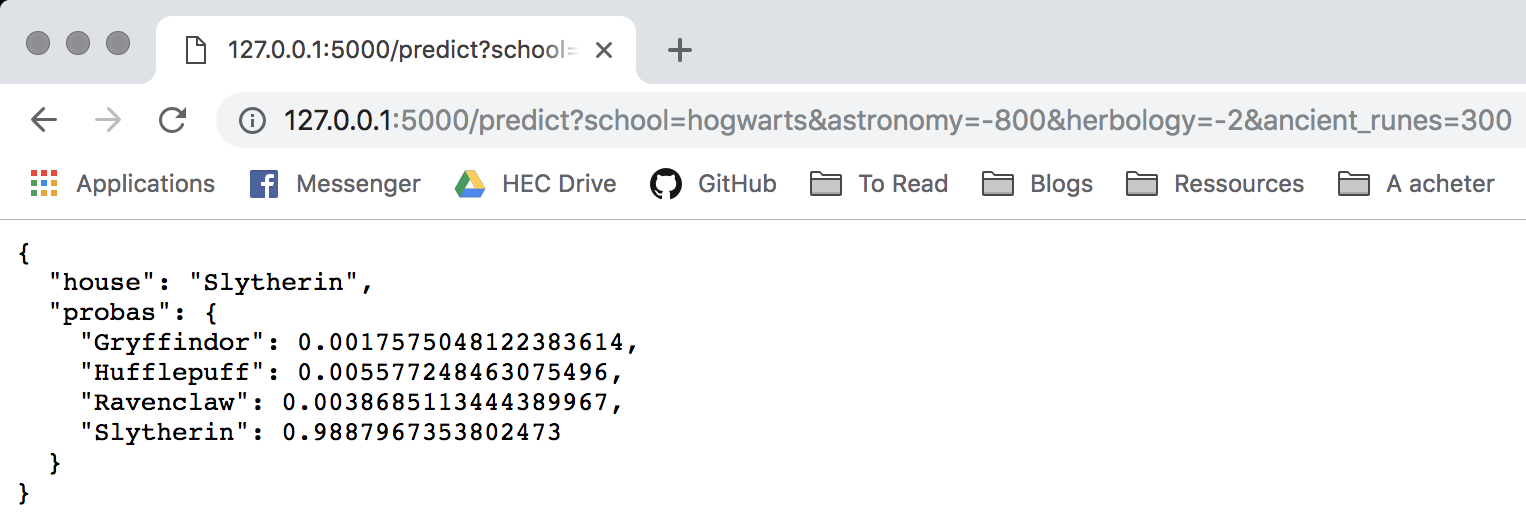 127.0.0.1:5000/predict?school=
127.0.0.1:5000/predict?school=hogwarts&astronomy=-800&herbology=-2&ancient_runes=300
Applications Messenger HEC Drive GitHub To Read Blogs Ressources A acheter
{
"house": "Slytherin",
"probas": {
"Gryffindor": 0.0017575048122383614,
"Hufflepuff": 0.005577248463075496,
"Ravenclaw": 0.0038685113444389967,
"Slytherin": 0.9887967353802473
}
}